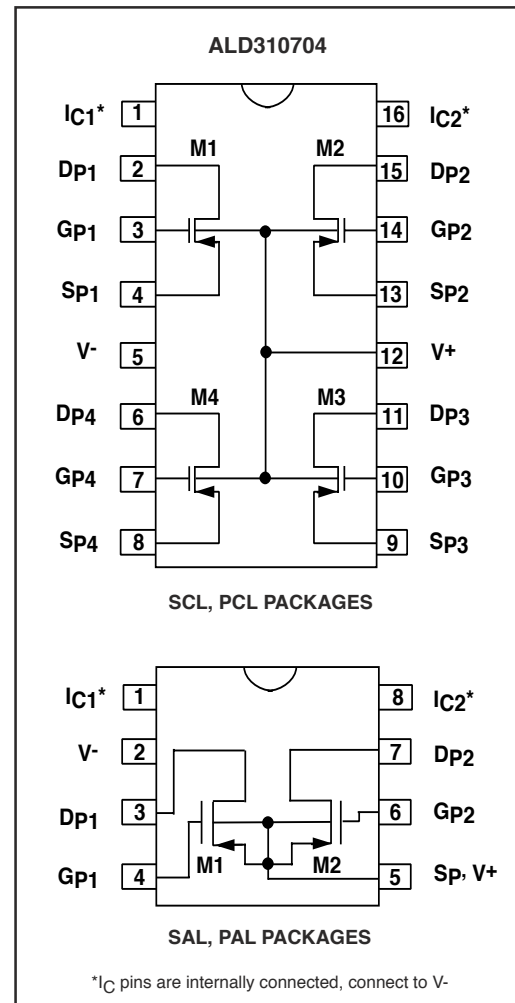 ALD310704
IC1* 1 16 IC2*
M1 M2
DP1 2 15 DP2
GP1 3 14 GP2
SP1 4 13 SP2
V- 5 12 V+
M4 M3
DP4 6 11 DP3
GP4 7 10 GP3
SP4 8 9 SP3
SCL, PCL PACKAGES
IC1* 1 8 IC2*
V- 2 7 DP2
DP1 3 6 GP2
GP1 4 M1 M2 5 SP, V+
SAL, PAL PACKAGES
*IC pins are internally connected, connect to V-